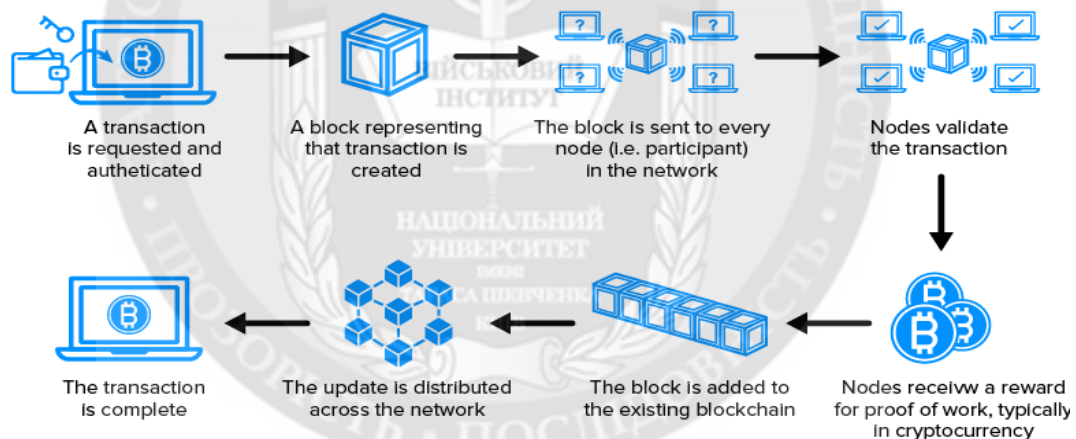 A transaction
is requested and
autheticated
A block representing
that transaction is
created
The block is sent to every
node (i.e. participant)
in the network
Nodes validate
the transaction
?
?
?
?
ВІЙСЬКОВИЙ
ІНСТИТУТ
НАЦІОНАЛЬНИЙ
УНІВЕРСИТЕТ
ІМЕНІ
ШЕВЧЕНКА
The transaction
is complete
The update is distributed
across the network
The block is added to
the existing blockchain
Nodes receivw a reward
for proof of work, typically
in cryptocurrency